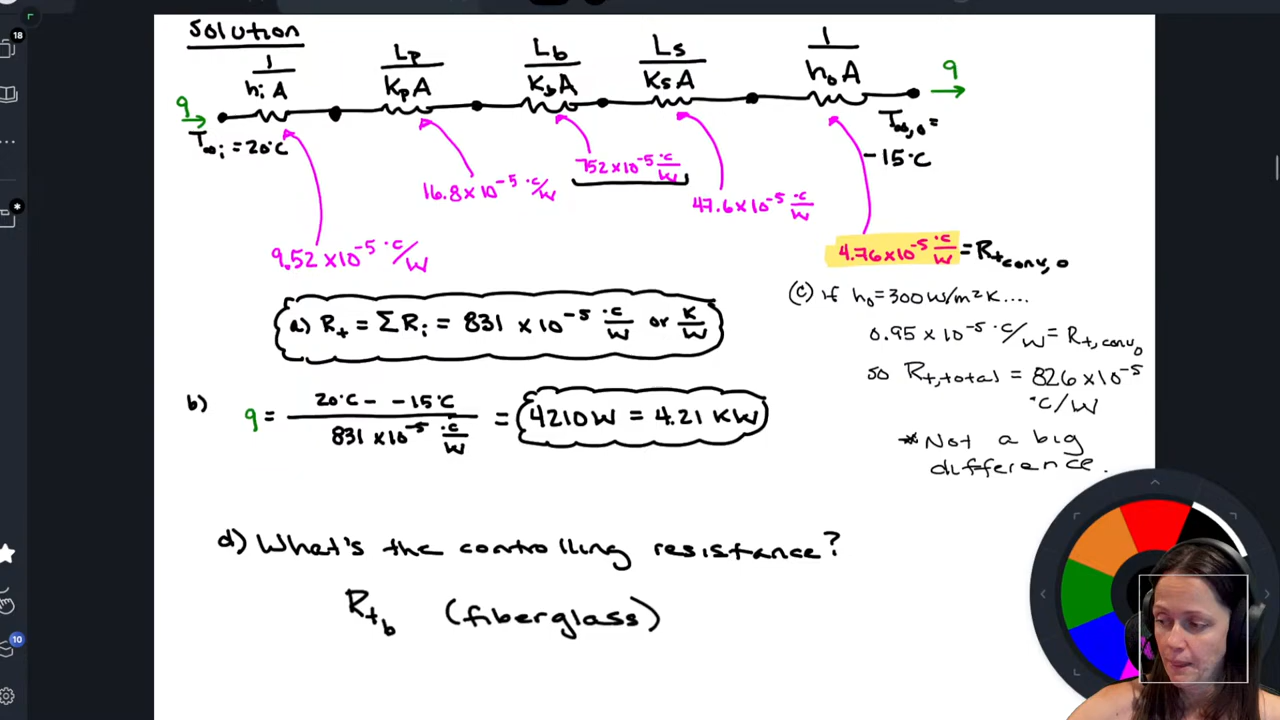 18
Solution
1/hiA
Lp/KpA
Lb/KbA
Ls/KsA
1/hoA
q
q
T∞i = 20°C
T∞,o = -15°C
752 x 10^-5 °C/W
16.8 x 10^-5 °C/W
47.6 x 10^-5 °C/W
9.52 x 10^-5 °C/W
4.76 x 10^-5 °C/W = Rt conv, o
(c) if ho = 300 W/m²K....
0.95 x 10^-5 °C/W = Rt, convo
so Rt, total = 826 x 10^-5
°C/W
* Not a big
difference.
a) Rt = ΣRi = 831 x 10^-5 °C/W or K/W
b) q = 20°C - -15°C / 831 x 10^-5 °C/W = 4210 W = 4.21 KW
d) What's the controlling resistance?
Rtb (fiberglass)
10